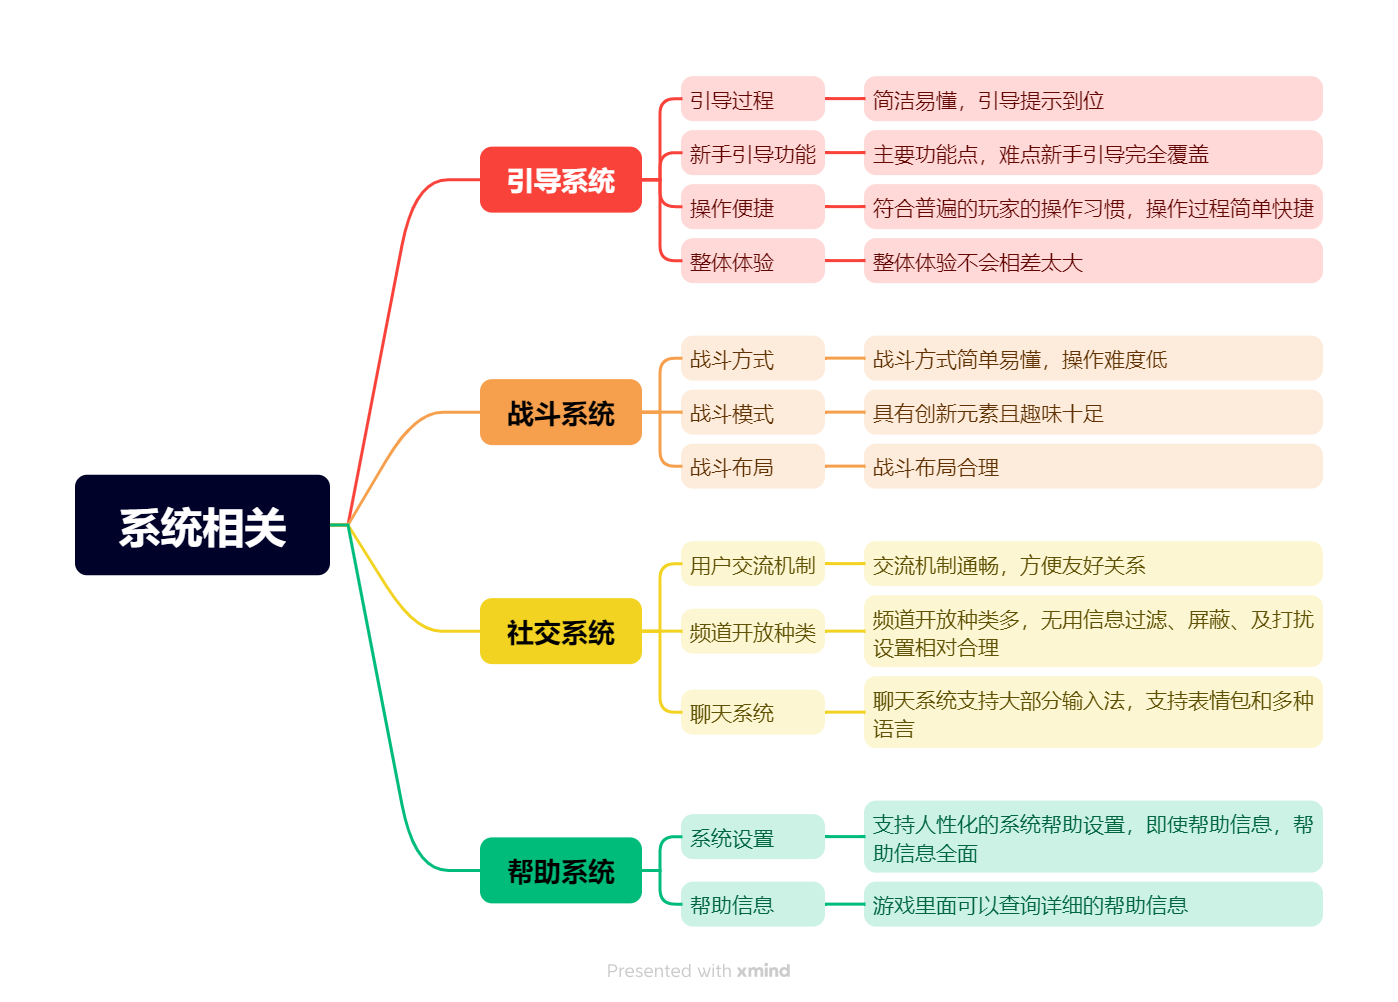 系统相关
引导系统
引导过程
简洁易懂，引导提示到位
新手引导功能
主要功能点，难点新手引导完全覆盖
操作便捷
符合普遍的玩家的操作习惯，操作过程简单快捷
整体体验
整体体验不会相差太大
战斗系统
战斗方式
战斗方式简单易懂，操作难度低
战斗模式
具有创新元素且趣味十足
战斗布局
战斗布局合理
社交系统
用户交流机制
交流机制通畅，方便友好关系
频道开放种类
频道开放种类多，无用信息过滤、屏蔽、及打扰
设置相对合理
聊天系统
聊天系统支持大部分输入法，支持表情包和多种
语言
帮助系统
系统设置
支持人性化的系统帮助设置，即使帮助信息，帮
助信息全面
帮助信息
游戏里面可以查询详细的帮助信息
Presented with xmind